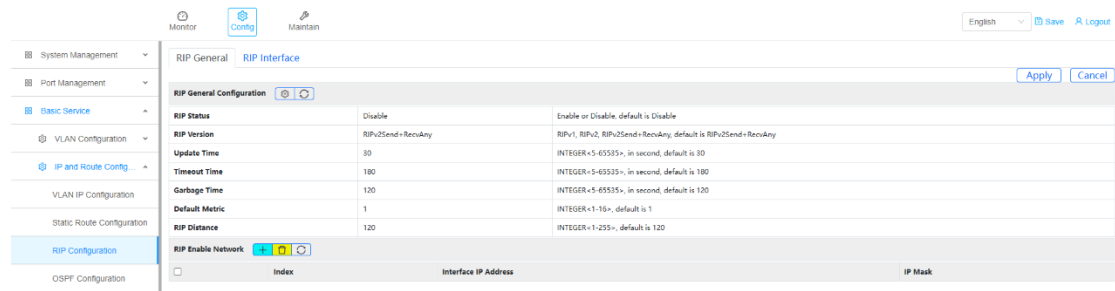 Monitor Config Maintain English Save Logout
System Management
Port Management
Basic Service
VLAN Configuration
IP and Route Config...
VLAN IP Configuration
Static Route Configuration
RIP Configuration
OSPF Configuration
RIP General RIP Interface
Apply Cancel
RIP General Configuration
RIP Status Disable Enable or Disable, default is Disable
RIP Version RIPv2Send+RecvAny RIPv1, RIPv2, RIPv2Send+RecvAny, default is RIPv2Send+RecvAny
Update Time 30 INTEGER<5-65535>, in second, default is 30
Timeout Time 180 INTEGER<5-65535>, in second, default is 180
Garbage Time 120 INTEGER<5-65535>, in second, default is 120
Default Metric 1 INTEGER<1-16>, default is 1
RIP Distance 120 INTEGER<1-255>, default is 120
RIP Enable Network
Index Interface IP Address IP Mask